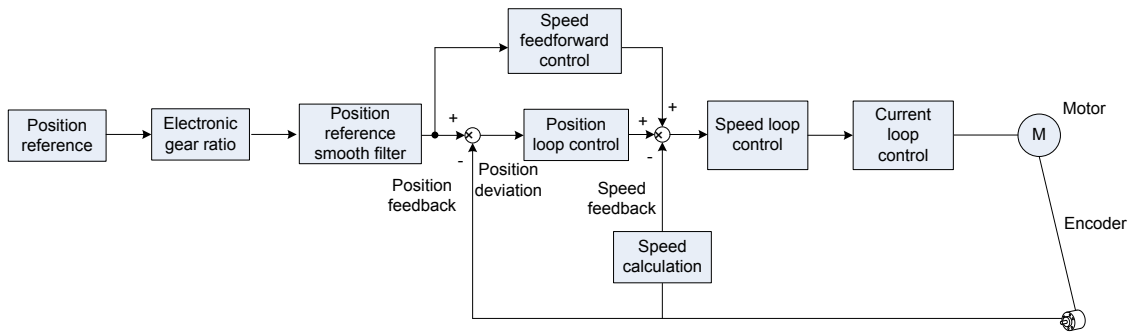 Speed
feedforward
control
Position
reference
Electronic
gear ratio
Position
reference
smooth filter
+
-
Position
feedback
Position
deviation
Position
loop control
+
+
-
Speed
feedback
Speed
calculation
Speed loop
control
Current
loop
control
Motor
M
Encoder